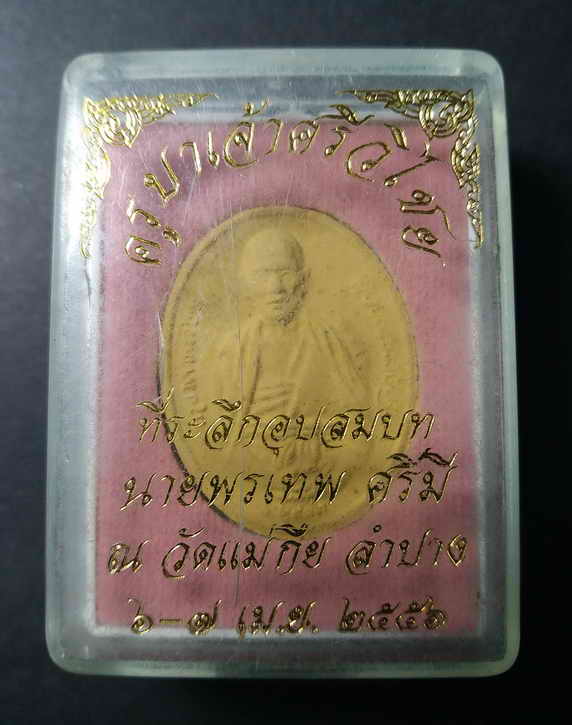 ครูบาเจ้าศรีวิไชย
ที่ระลึกอุปสมบท
นายพรเทพ ศรีมี
ณ วัดแม่กืย ลำปาง
๖-๗ เม.ย. ๒๕๕๖